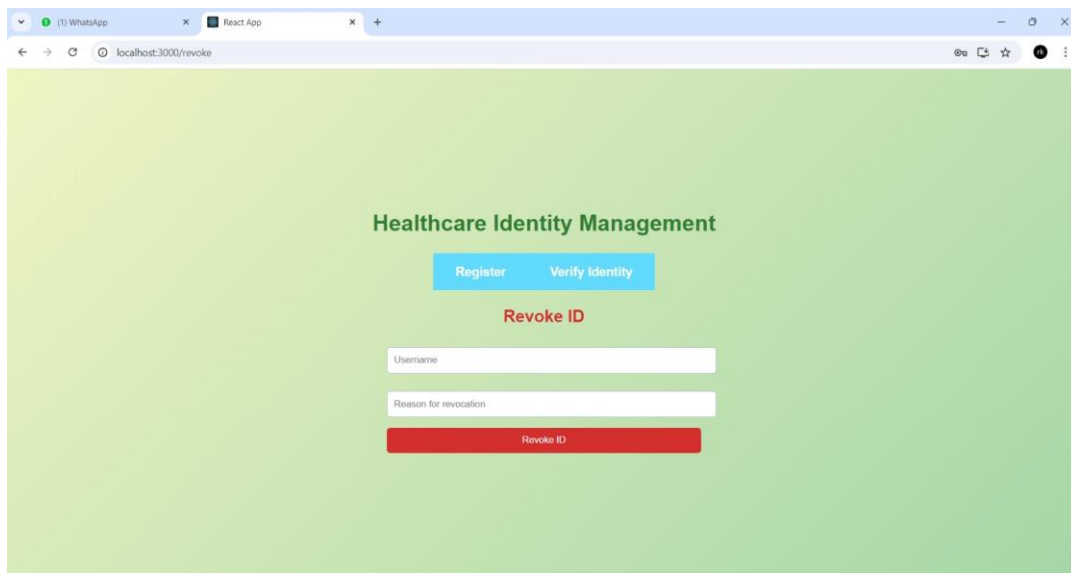 (1) WhatsApp
React App
localhost:3000/revoke
rk
Healthcare Identity Management
Register Verify Identity
Revoke ID
Username
Reason for revocation
Revoke ID